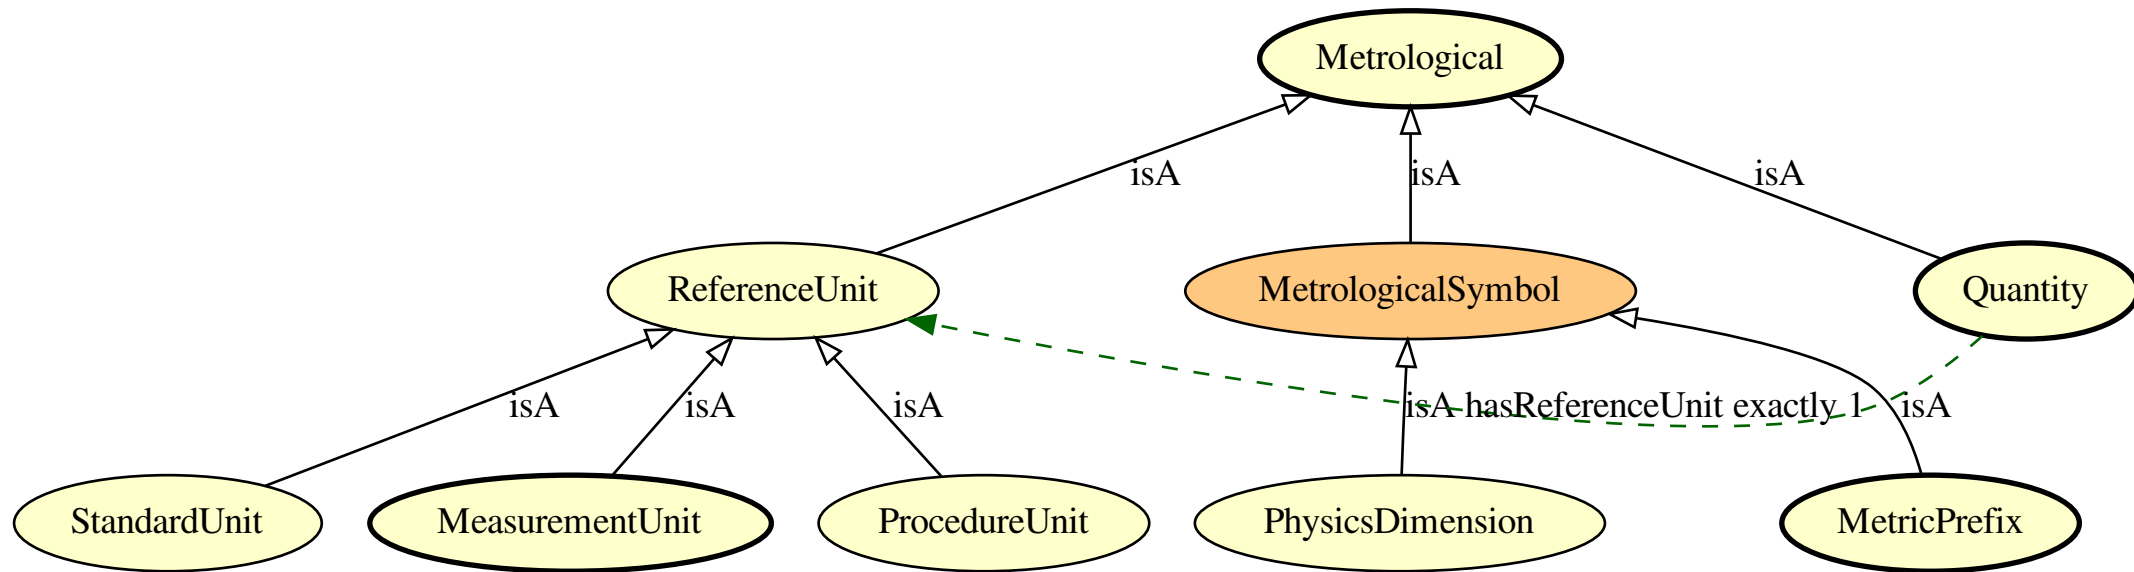 Metrological
isA
isA
isA
ReferenceUnit
MetrologicalSymbol
Quantity
isA
isA
isA
isA
hasReferenceUnit exactly 1
isA
StandardUnit
MeasurementUnit
ProcedureUnit
PhysicsDimension
MetricPrefix